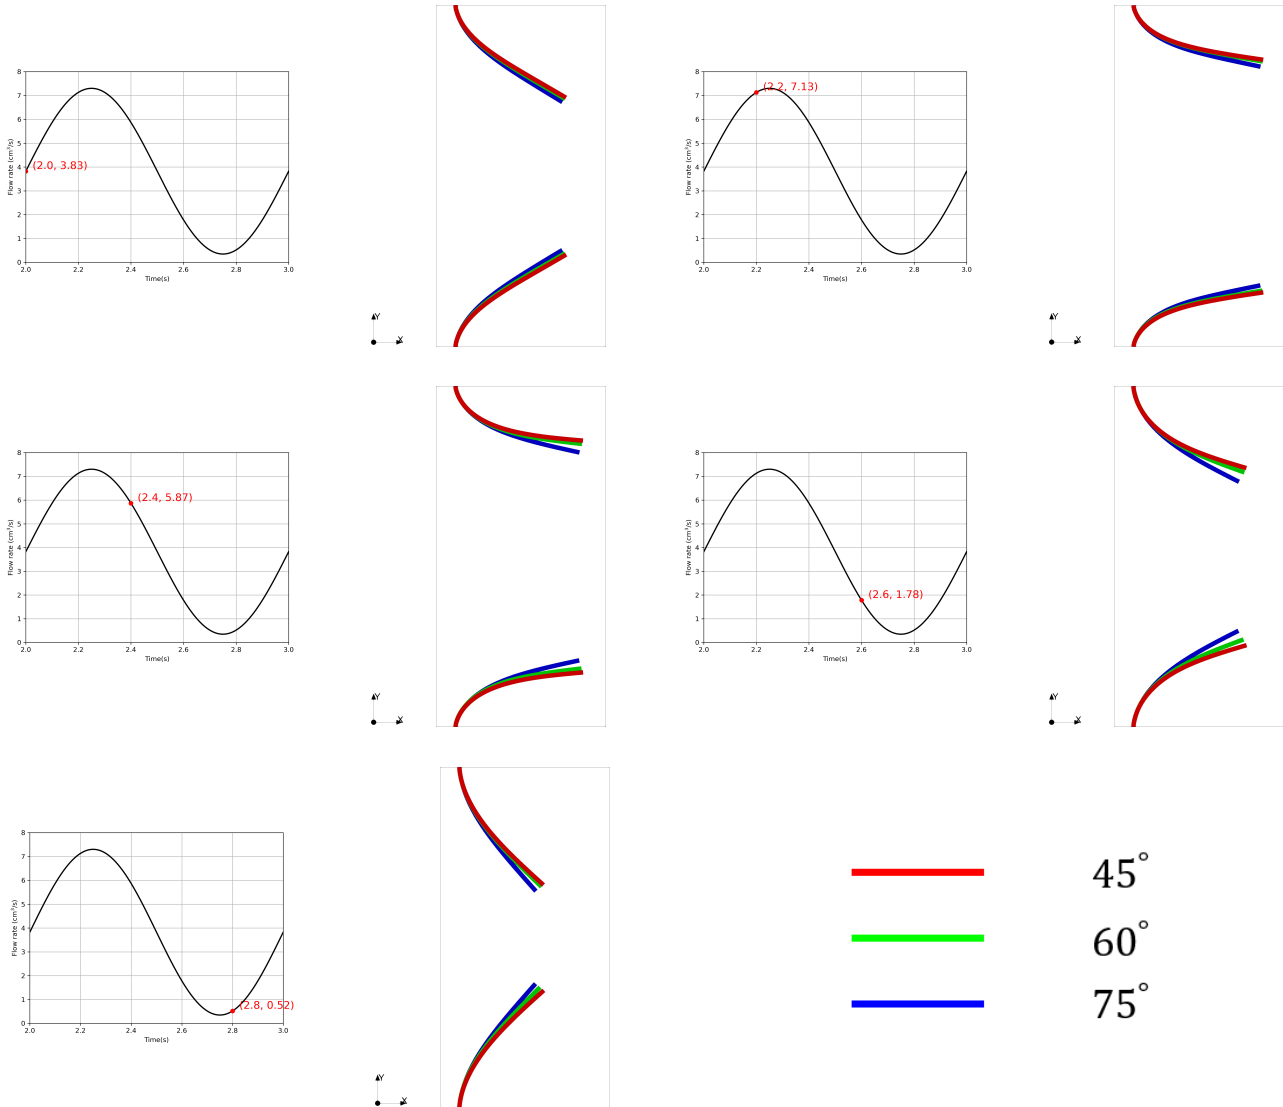 8
7
6
5
4
3
2
1
0
Flow rate (cm³/s)
(2.0, 3.83)
2.0 2.2 2.4 2.6 2.8 3.0
Time(s)
Y
X
8
7
6
5
4
3
2
1
0
Flow rate (cm³/s)
(2.2, 7.13)
2.0 2.2 2.4 2.6 2.8 3.0
Time(s)
Y
X
8
7
6
5
4
3
2
1
0
Flow rate (cm³/s)
(2.4, 5.87)
2.0 2.2 2.4 2.6 2.8 3.0
Time(s)
Y
X
8
7
6
5
4
3
2
1
0
Flow rate (cm³/s)
(2.6, 1.78)
2.0 2.2 2.4 2.6 2.8 3.0
Time(s)
Y
X
8
7
6
5
4
3
2
1
0
Flow rate (cm³/s)
(2.8, 0.52)
2.0 2.2 2.4 2.6 2.8 3.0
Time(s)
Y
X
45°
60°
75°